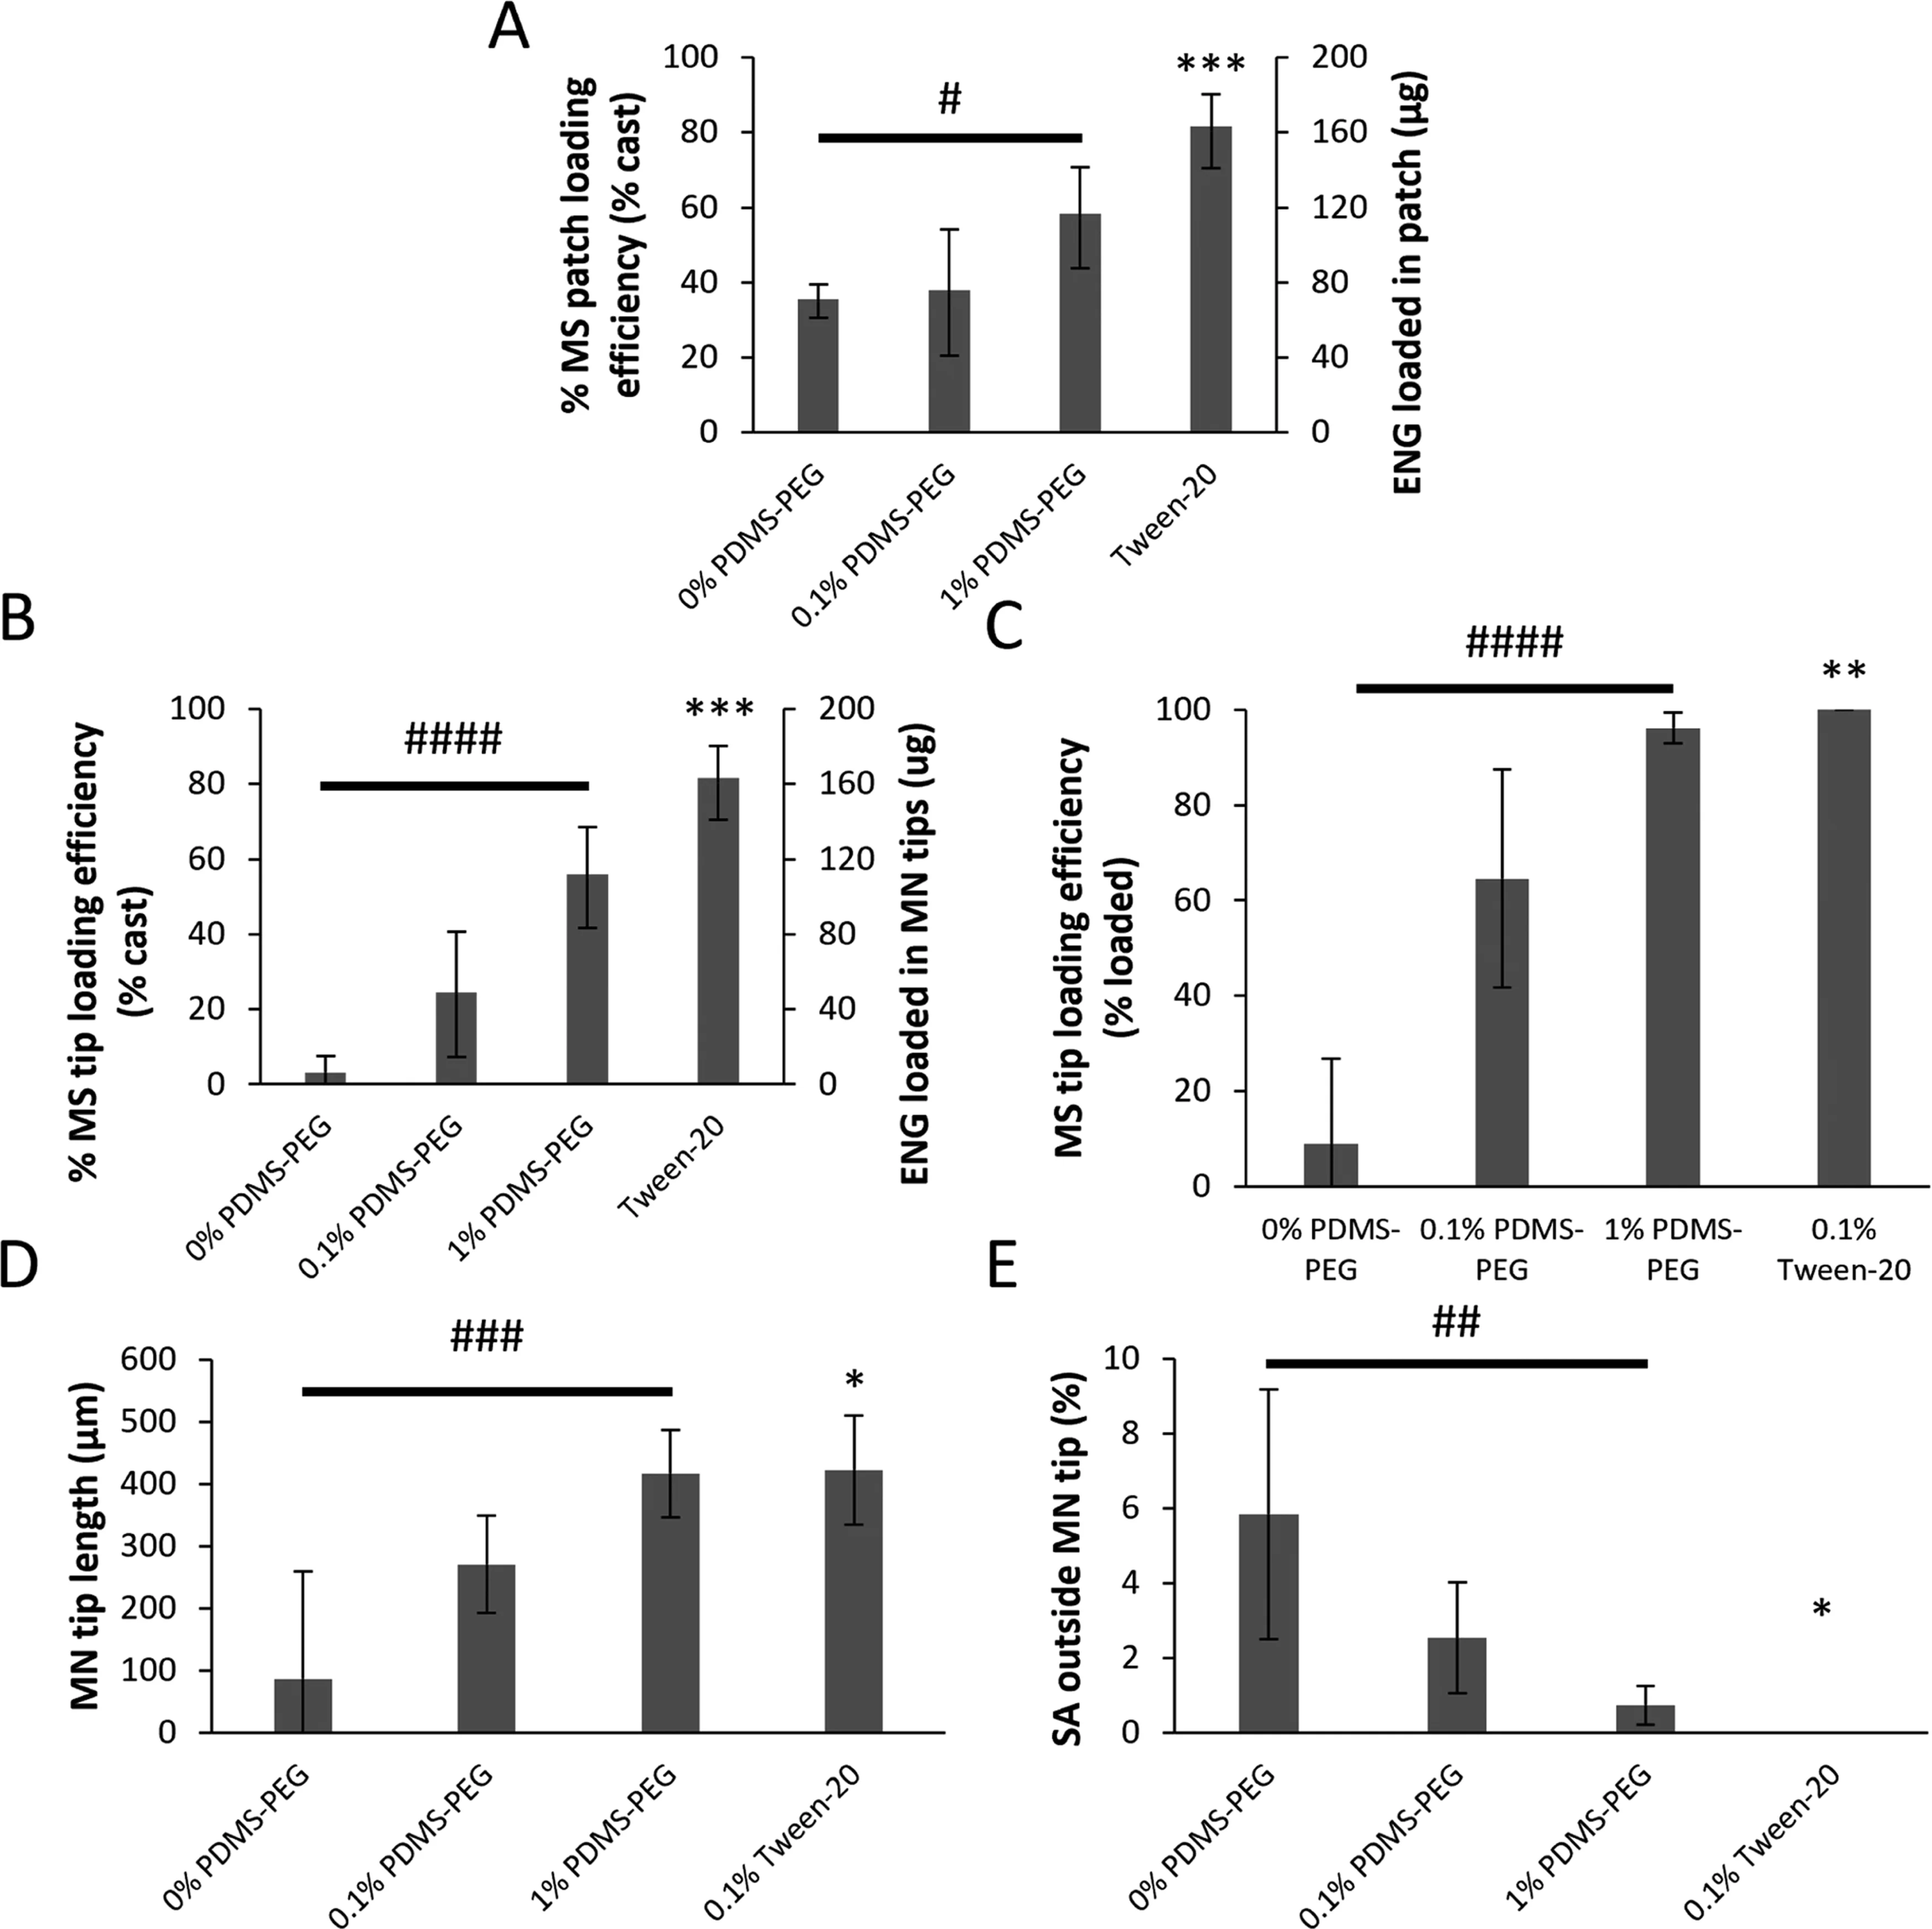 A
% MS patch loading
efficiency (% cast)
100
80
60
40
20
0
#
***
200
160
120
80
40
0
ENG loaded in patch (µg)
0% PDMS-PEG
0.1% PDMS-PEG
1% PDMS-PEG
Tween-20
B
% MS tip loading efficiency
(% cast)
100
80
60
40
20
0
####
***
200
160
120
80
40
0
ENG loaded in MN tips (ug)
0% PDMS-PEG
0.1% PDMS-PEG
1% PDMS-PEG
Tween-20
C
MS tip loading efficiency
(% loaded)
100
80
60
40
20
0
####
**
0% PDMS-
PEG
0.1% PDMS-
PEG
1% PDMS-
PEG
0.1%
Tween-20
D
MN tip length (µm)
600
500
400
300
200
100
0
###
*
0% PDMS-PEG
0.1% PDMS-PEG
1% PDMS-PEG
0.1% Tween-20
E
SA outside MN tip (%)
10
8
6
4
2
0
##
*
0% PDMS-PEG
0.1% PDMS-PEG
1% PDMS-PEG
0.1% Tween-20